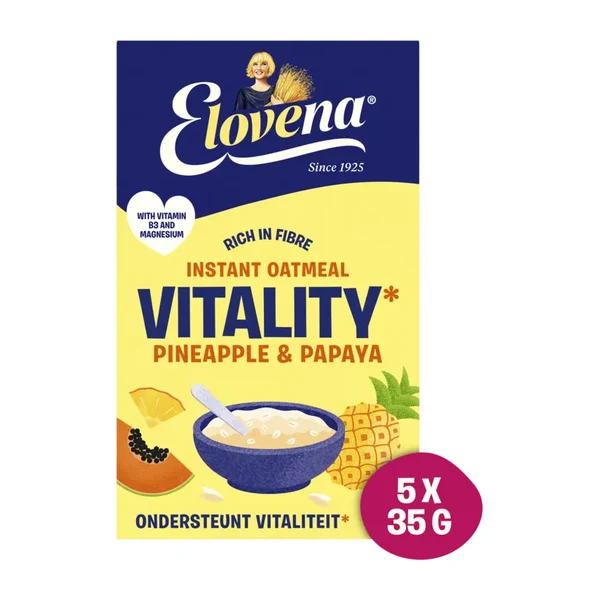 Elovena®
Since 1925
WITH VITAMIN
B3 AND
MAGNESIUM
RICH IN FIBRE
INSTANT OATMEAL
VITALITY*
PINEAPPLE & PAPAYA
ONDERSTEUNT VITALITEIT*
5 X
35 G